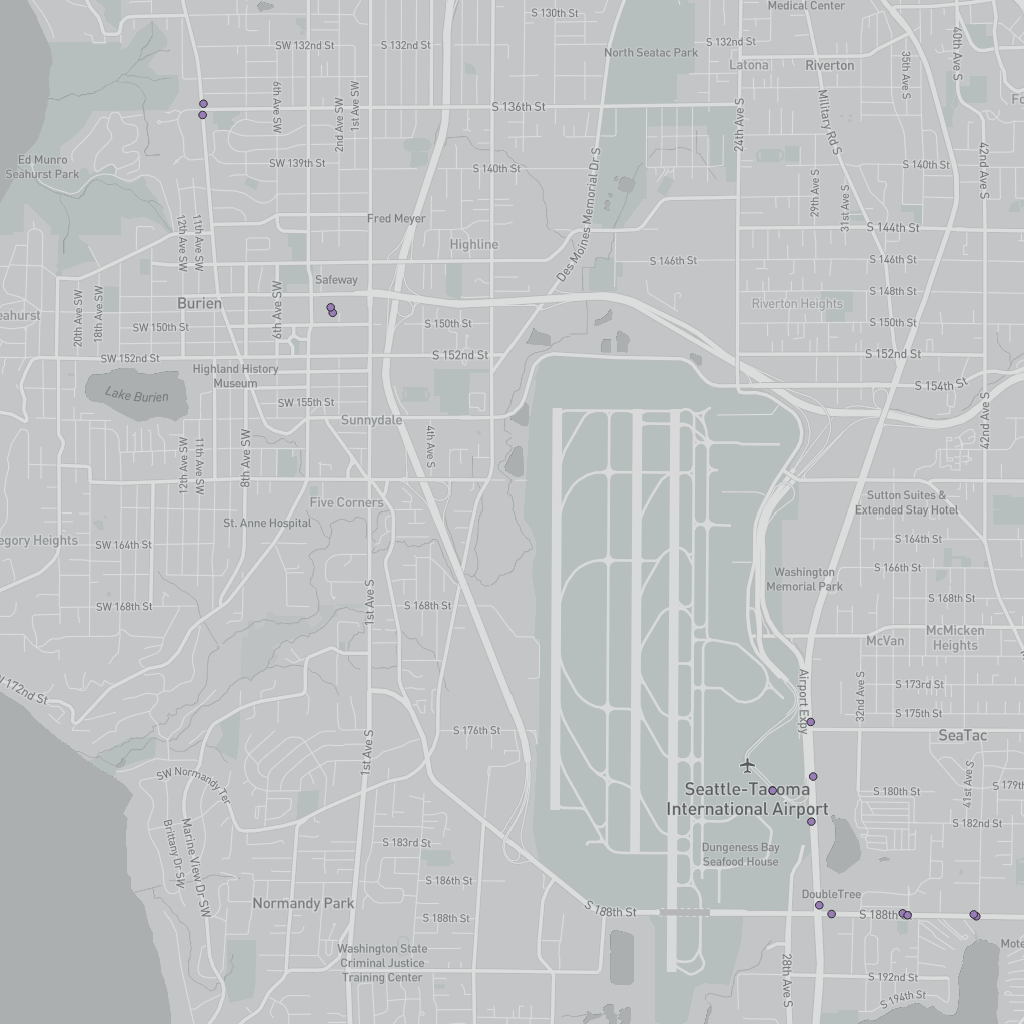 S 130th St
Medical Center
SW 132nd St
S 132nd St
North Seatac Park
S 132nd St
Latona
Riverton
35th Ave S
40th Ave S
6th Ave SW
2nd Ave SW
1st Ave SW
S 136th St
24th Ave S
Military Rd S
Ed Munro
Seahurst Park
SW 139th St
S 140th St
S 140th St
42nd Ave S
Des Moines Memorial Dr S
29th Ave S
31st Ave S
12th Ave SW
11th Ave SW
Fred Meyer
Highline
S 144th St
S 146th St
S 146th St
Safeway
S 148th St
Burien
Riverton Heights
20th Ave SW
18th Ave SW
6th Ave SW
SW 150th St
S 150th St
S 150th St
SW 152nd St
S 152nd St
S 152nd St
Highland History
Museum
S 154th St
Lake Burien
SW 155th St
Sunnydale
4th Ave S
42nd Ave S
12th Ave SW
11th Ave SW
8th Ave SW
Five Corners
Sutton Suites &
Extended Stay Hotel
St. Anne Hospital
egory Heights
SW 164th St
S 164th St
S 166th St
Washington
Memorial Park
SW 168th St
1st Ave S
S 168th St
S 168th St
McVan
McMicken
Heights
W 172nd St
Airport Expy
32nd Ave S
S 173rd St
S 175th St
S 176th St
SeaTac
1st Ave S
SW Normandy Ter
Seattle-Tacoma
International Airport
S 180th St
41st Ave S
S 179th
S 182nd St
Brittany Dr SW
Marine View Dr SW
S 183rd St
Dungeness Bay
Seafood House
S 186th St
DoubleTree
Normandy Park
S 188th St
S 188th St
S 188th
Washington State
Criminal Justice
Training Center
28th Ave S
S 192nd St
S 194th St